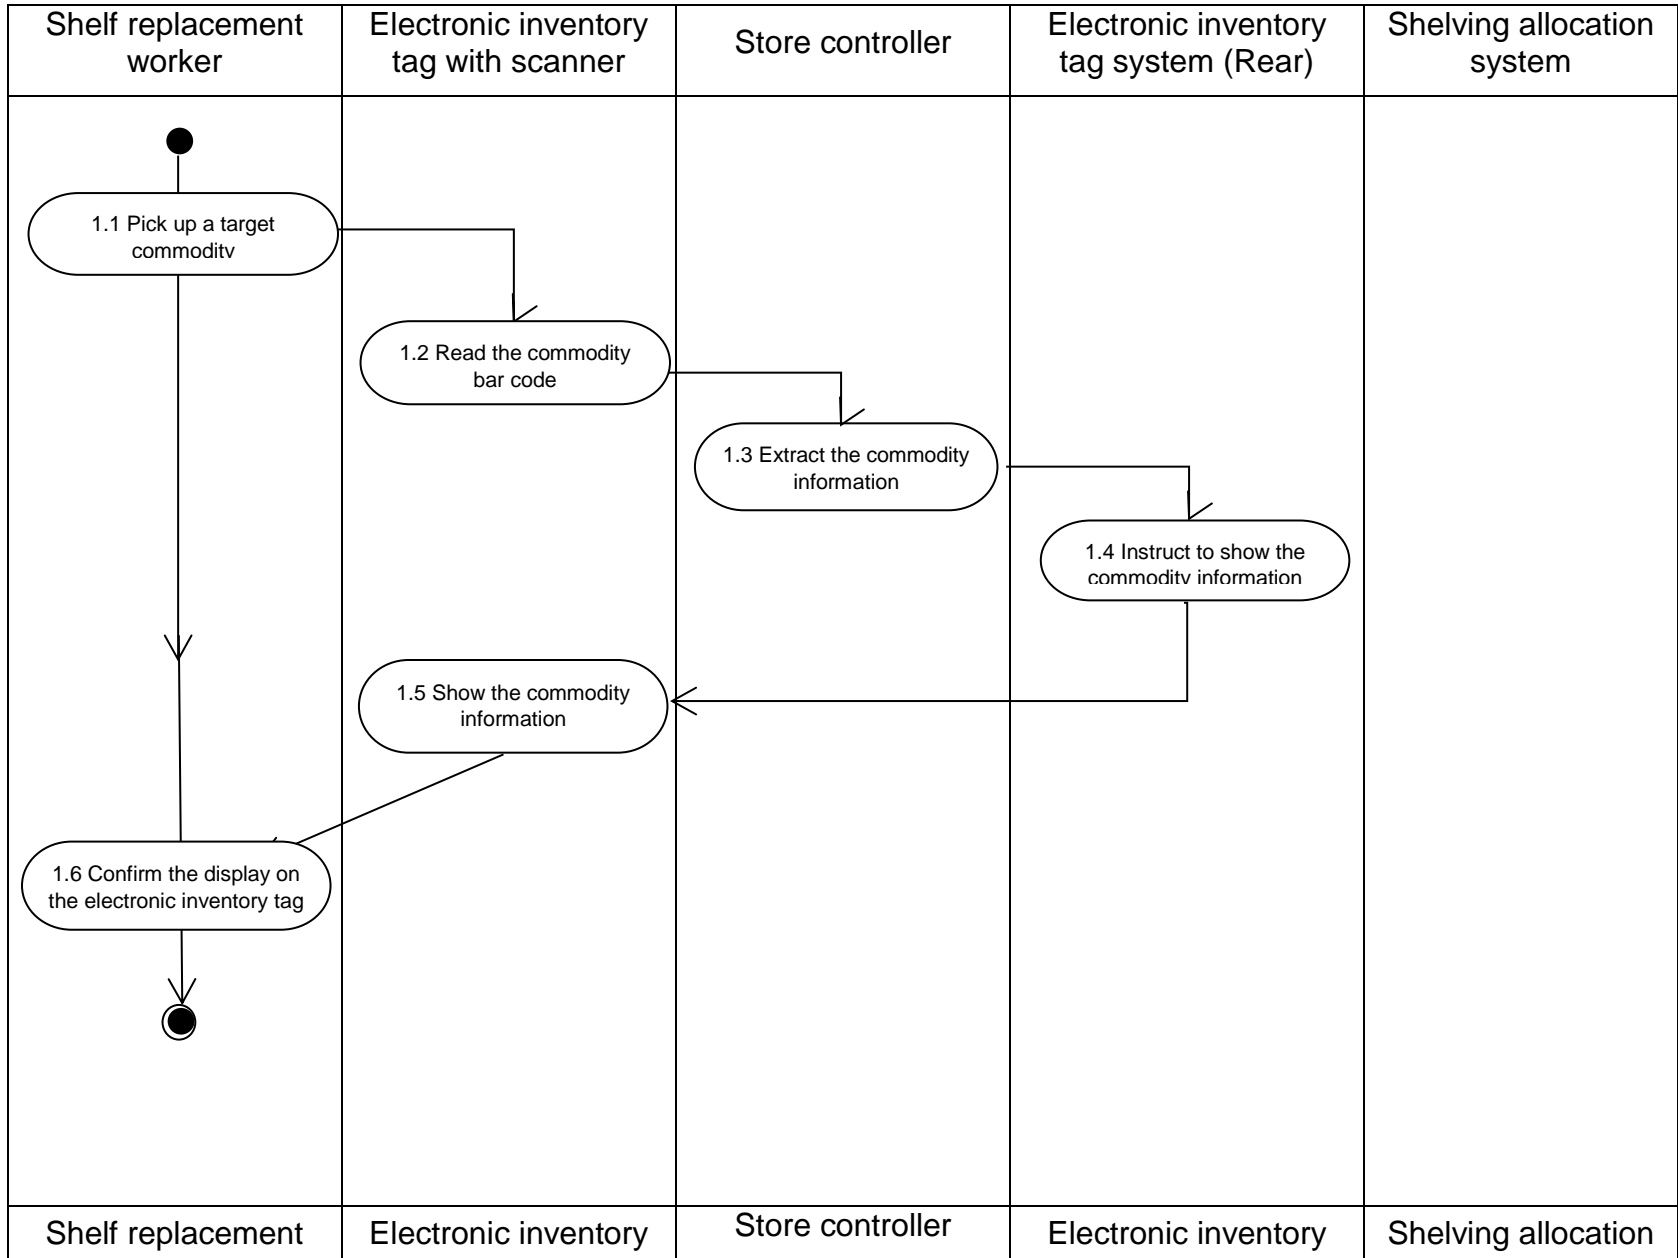 Shelf replacement
worker
Electronic inventory
tag with scanner
Store controller
Electronic inventory
tag system (Rear)
Shelving allocation
system
1.1 Pick up a target
commodity
1.2 Read the commodity
bar code
1.3 Extract the commodity
information
1.4 Instruct to show the
commodity information
1.5 Show the commodity
information
1.6 Confirm the display on
the electronic inventory tag
Shelf replacement
Electronic inventory
Store controller
Electronic inventory
Shelving allocation